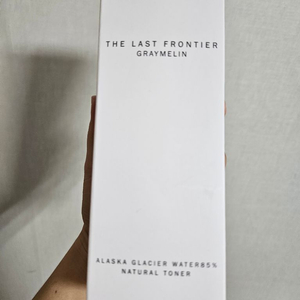 THE LAST FRONTIER
GRAYMELIN
ALASKA GLACIER WATER85%
NATURAL TONER